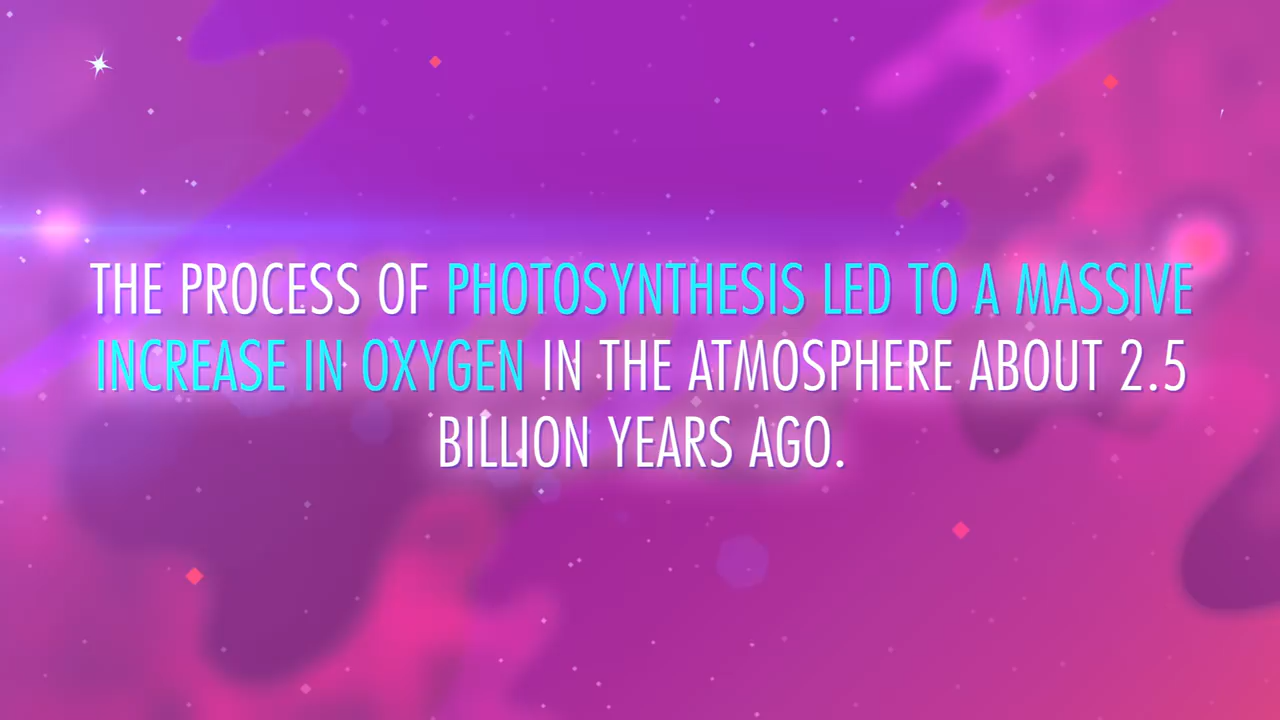 THE PROCESS OF PHOTOSYNTHESIS LED TO A MASSIVE
INCREASE IN OXYGEN IN THE ATMOSPHERE ABOUT 2.5
BILLION YEARS AGO.